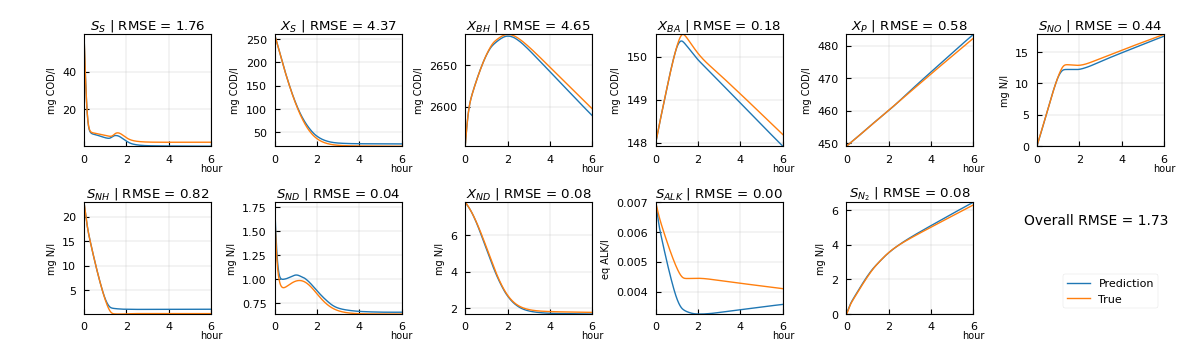 S_S | RMSE = 1.76
mg COD/l
40
20
0 2 4 6
hour
X_S | RMSE = 4.37
mg COD/l
250
200
150
100
50
0 2 4 6
hour
X_BH | RMSE = 4.65
mg COD/l
2650
2600
0 2 4 6
hour
X_BA | RMSE = 0.18
mg COD/l
150
149
148
0 2 4 6
hour
X_P | RMSE = 0.58
mg COD/l
480
470
460
450
0 2 4 6
hour
S_NO | RMSE = 0.44
mg N/l
15
10
5
0
0 2 4 6
hour
S_NH | RMSE = 0.82
mg N/l
20
15
10
5
0 2 4 6
hour
S_ND | RMSE = 0.04
mg N/l
1.75
1.50
1.25
1.00
0.75
0 2 4 6
hour
X_ND | RMSE = 0.08
mg N/l
6
4
2
0 2 4 6
hour
S_ALK | RMSE = 0.00
eq ALK/l
0.007
0.006
0.005
0.004
0 2 4 6
hour
S_N₂ | RMSE = 0.08
mg N/l
6
4
2
0
0 2 4 6
hour
Overall RMSE = 1.73
Prediction
True